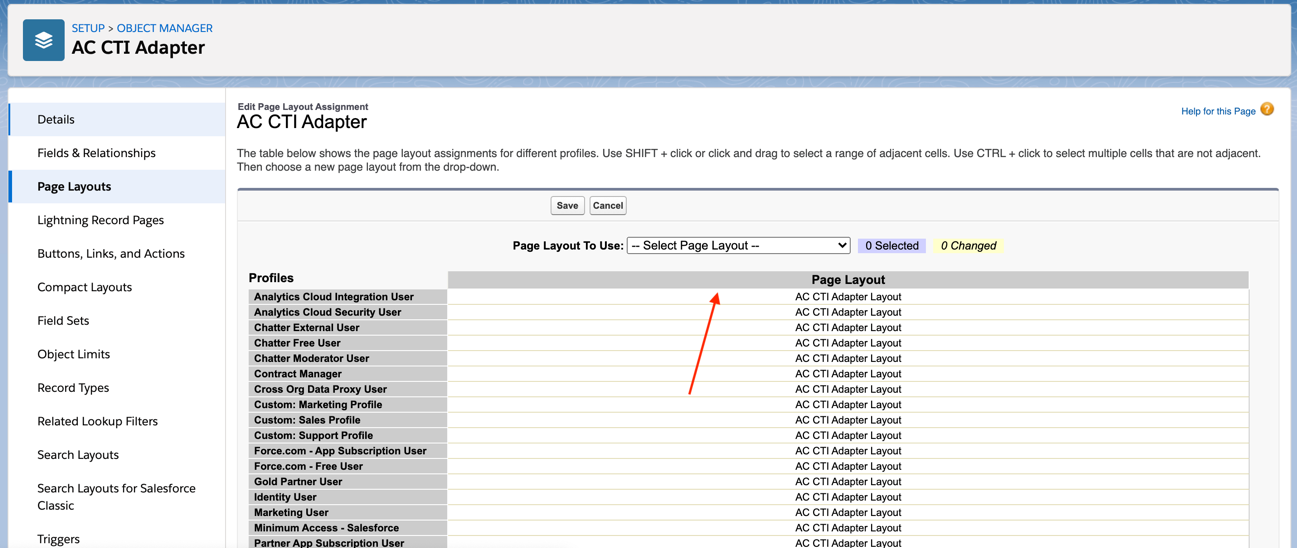 SETUP > OBJECT MANAGER
AC CTI Adapter
Details
Fields & Relationships
Page Layouts
Lightning Record Pages
Buttons, Links, and Actions
Compact Layouts
Field Sets
Object Limits
Record Types
Related Lookup Filters
Search Layouts
Search Layouts for Salesforce
Classic
Triggers
Edit Page Layout Assignment
AC CTI Adapter
Help for this Page ?
The table below shows the page layout assignments for different profiles. Use SHIFT + click or click and drag to select a range of adjacent cells. Use CTRL + click to select multiple cells that are not adjacent.
Then choose a new page layout from the drop-down.
Save Cancel
Page Layout To Use: -- Select Page Layout -- 0 Selected 0 Changed
Profiles Page Layout
Analytics Cloud Integration User AC CTI Adapter Layout
Analytics Cloud Security User AC CTI Adapter Layout
Chatter External User AC CTI Adapter Layout
Chatter Free User AC CTI Adapter Layout
Chatter Moderator User AC CTI Adapter Layout
Contract Manager AC CTI Adapter Layout
Cross Org Data Proxy User AC CTI Adapter Layout
Custom: Marketing Profile AC CTI Adapter Layout
Custom: Sales Profile AC CTI Adapter Layout
Custom: Support Profile AC CTI Adapter Layout
Force.com - App Subscription User AC CTI Adapter Layout
Force.com - Free User AC CTI Adapter Layout
Gold Partner User AC CTI Adapter Layout
Identity User AC CTI Adapter Layout
Marketing User AC CTI Adapter Layout
Minimum Access - Salesforce AC CTI Adapter Layout
Partner App Subscription User AC CTI Adapter Layout